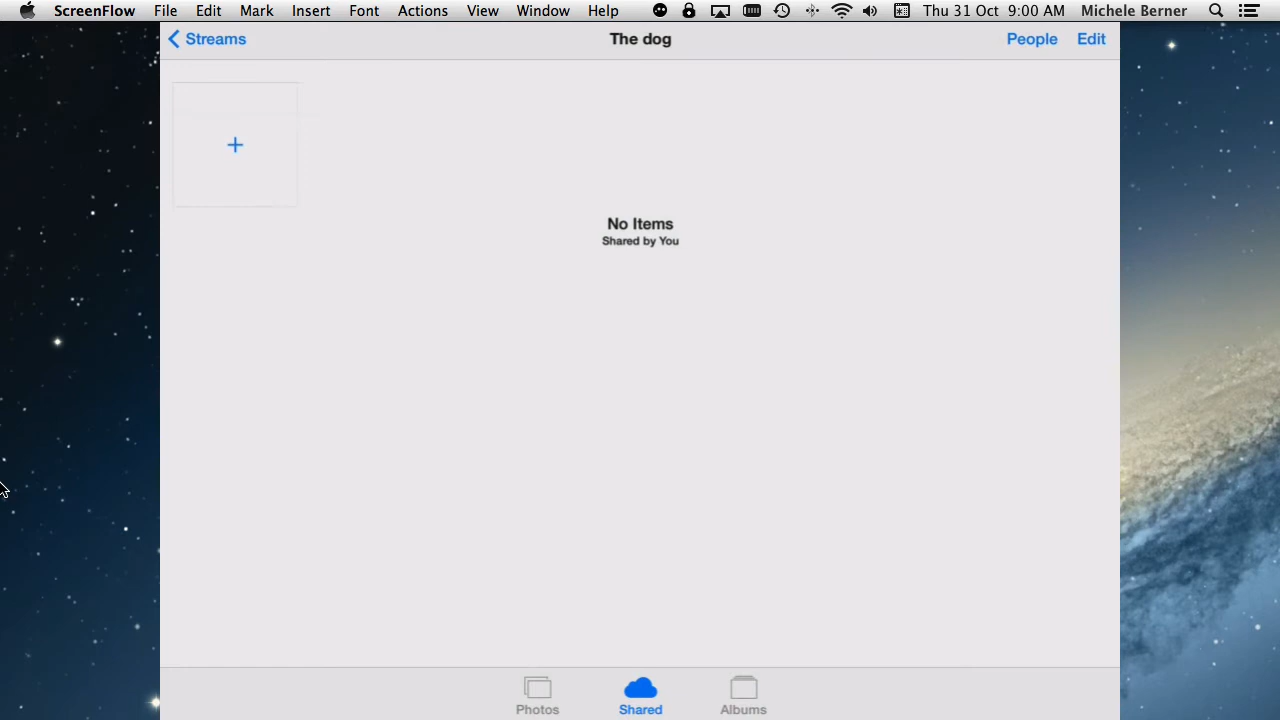 ScreenFlow File Edit Mark Insert Font Actions View Window Help Thu 31 Oct 9:00 AM Michele Berner
Streams The dog People Edit
+
No Items
Shared by You
Photos Shared Albums